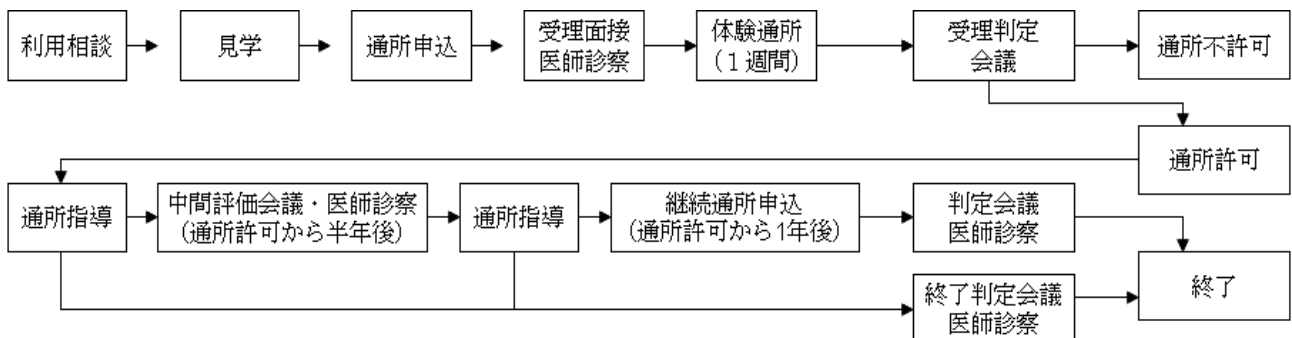 利用相談
見学
通所申込
受理面接
医師診察
体験通所
(１週間)
受理判定
会議
通所不許可
通所許可
通所指導
中間評価会議・医師診察
(通所許可から半年後)
通所指導
継続通所申込
(通所許可から1年後)
判定会議
医師診察
終了判定会議
医師診察
終了